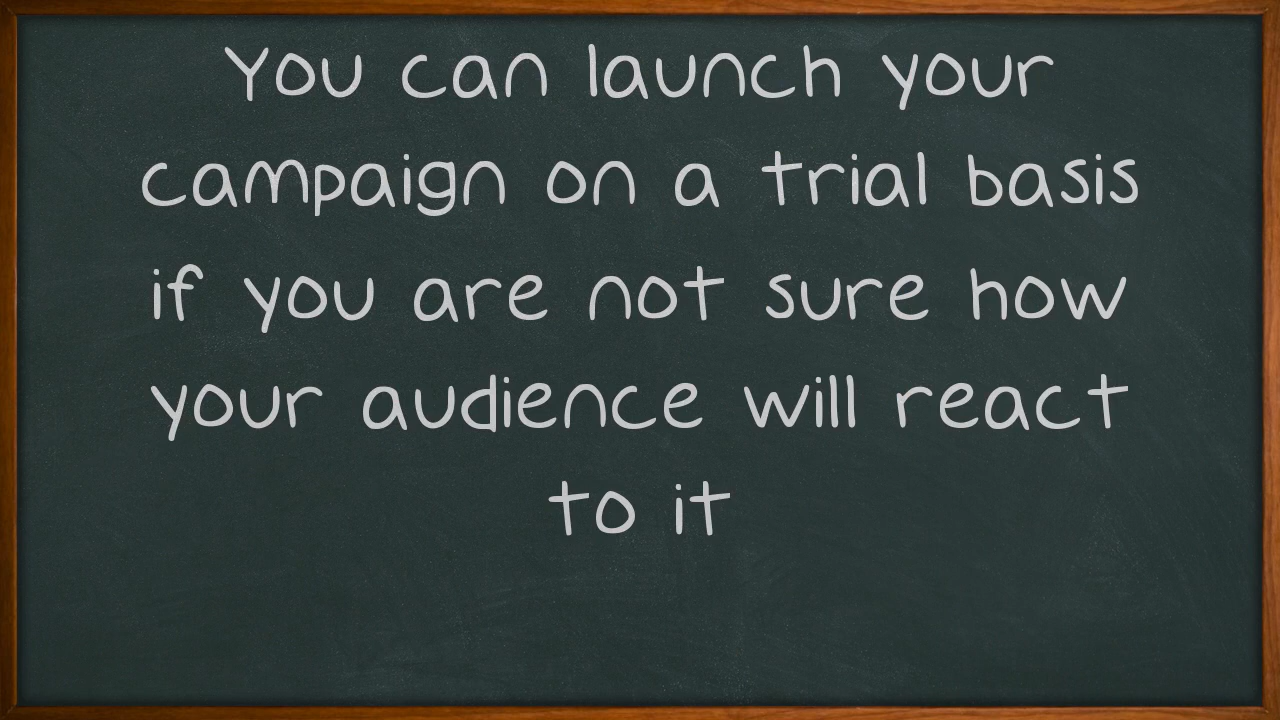 You can launch your
campaign on a trial basis
if you are not sure how
your audience will react
to it